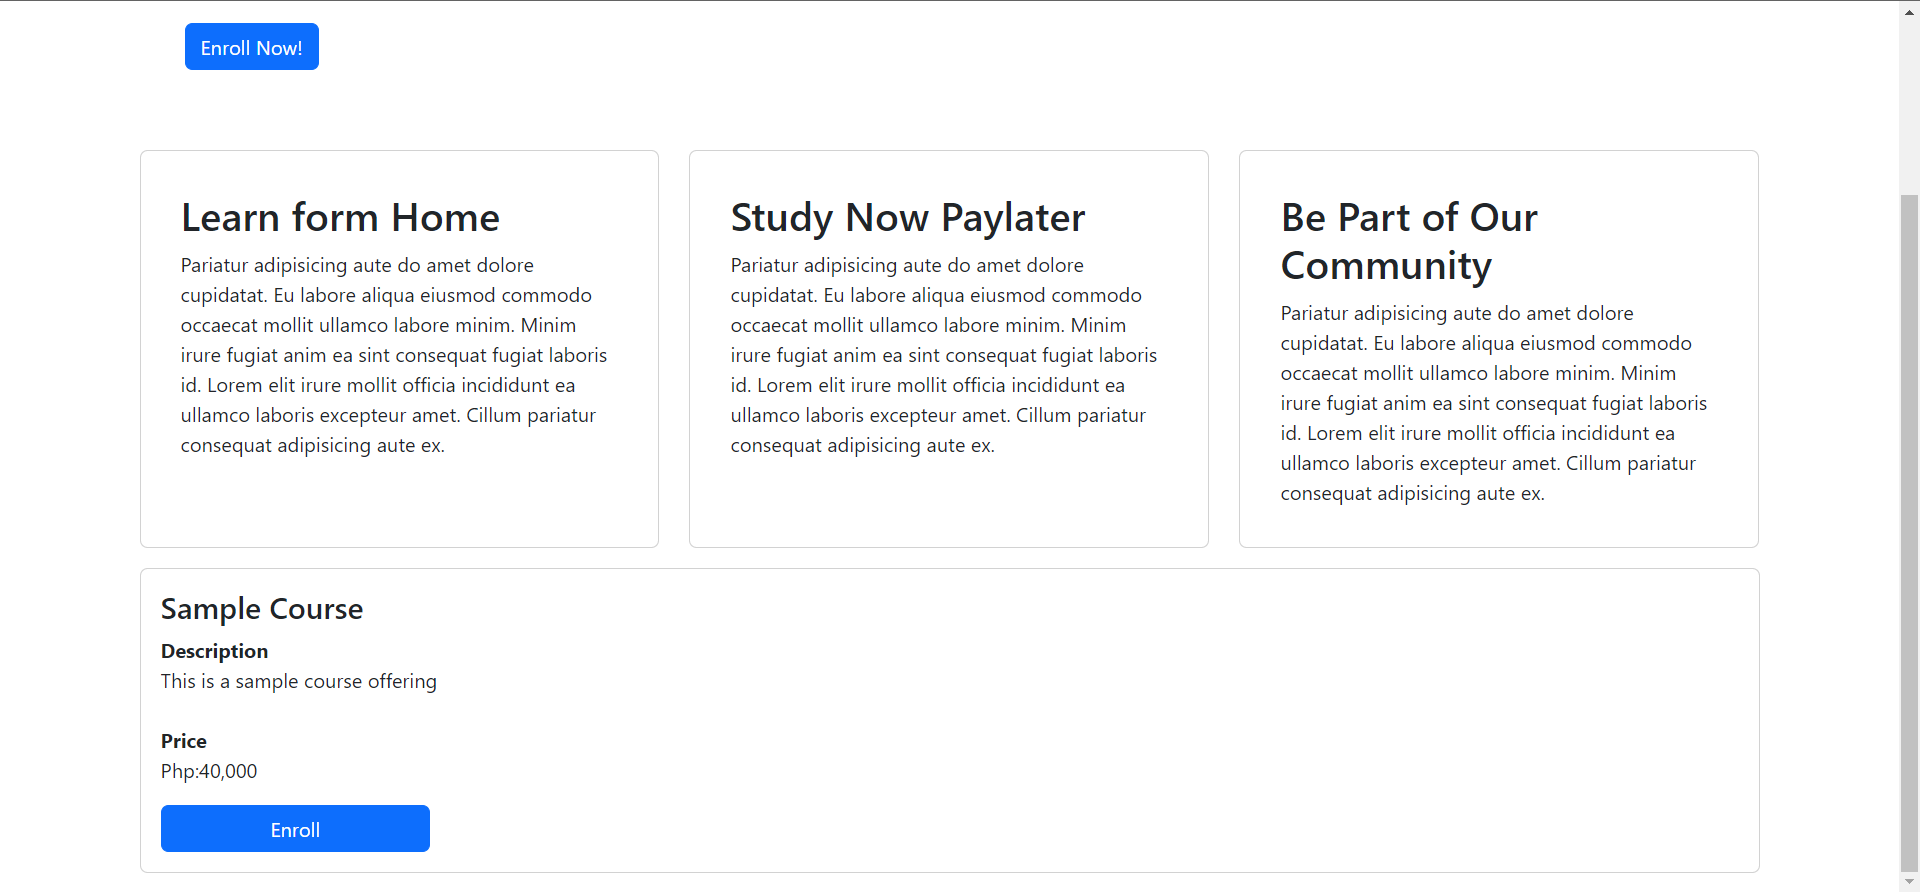 Enroll Now!
Learn form Home
Pariatur adipisicing aute do amet dolore
cupidatat. Eu labore aliqua eiusmod commodo
occaecat mollit ullamco labore minim. Minim
irure fugiat anim ea sint consequat fugiat laboris
id. Lorem elit irure mollit officia incididunt ea
ullamco laboris excepteur amet. Cillum pariatur
consequat adipisicing aute ex.
Study Now Paylater
Pariatur adipisicing aute do amet dolore
cupidatat. Eu labore aliqua eiusmod commodo
occaecat mollit ullamco labore minim. Minim
irure fugiat anim ea sint consequat fugiat laboris
id. Lorem elit irure mollit officia incididunt ea
ullamco laboris excepteur amet. Cillum pariatur
consequat adipisicing aute ex.
Be Part of Our
Community
Pariatur adipisicing aute do amet dolore
cupidatat. Eu labore aliqua eiusmod commodo
occaecat mollit ullamco labore minim. Minim
irure fugiat anim ea sint consequat fugiat laboris
id. Lorem elit irure mollit officia incididunt ea
ullamco laboris excepteur amet. Cillum pariatur
consequat adipisicing aute ex.
Sample Course
Description
This is a sample course offering
Price
Php:40,000
Enroll